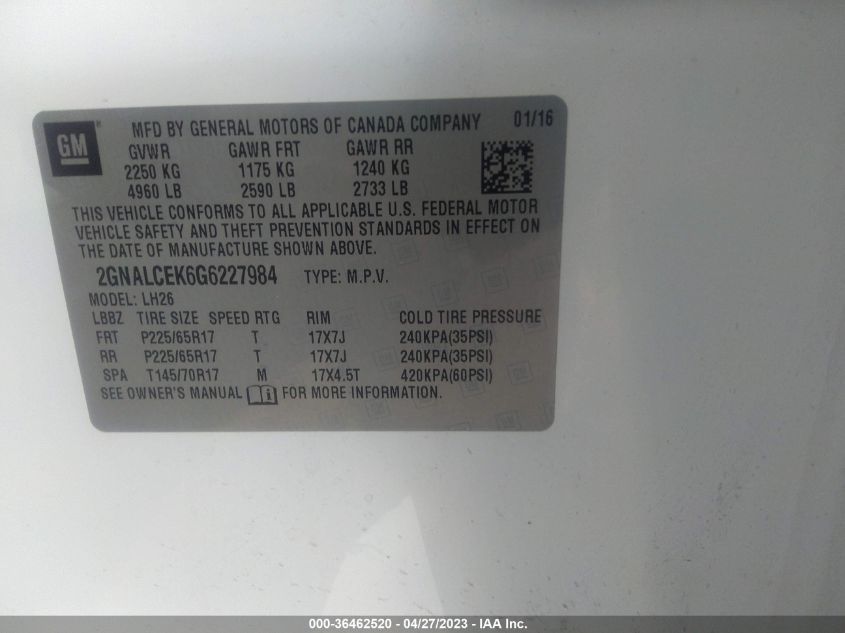 GM® MFD BY GENERAL MOTORS OF CANADA COMPANY 01/16
GVWR GAWR FRT GAWR RR
2250 KG 1175 KG 1240 KG
4960 LB 2590 LB 2733 LB
THIS VEHICLE CONFORMS TO ALL APPLICABLE U.S. FEDERAL MOTOR
VEHICLE SAFETY AND THEFT PREVENTION STANDARDS IN EFFECT ON
THE DATE OF MANUFACTURE SHOWN ABOVE.
2GNALCEK6G6227984 TYPE: M.P.V.
MODEL: LH26
LBBZ TIRE SIZE SPEED RTG RIM COLD TIRE PRESSURE
FRT P225/65R17 T 17X7J 240KPA(35PSI)
RR P225/65R17 T 17X7J 240KPA(35PSI)
SPA T145/70R17 M 17X4.5T 420KPA(60PSI)
SEE OWNER'S MANUAL FOR MORE INFORMATION.
000-36462520 - 04/27/2023 - IAA Inc.